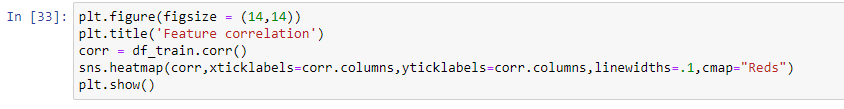 In [33]: plt.figure(figsize = (14,14))
plt.title('Feature correlation')
corr = df_train.corr()
sns.heatmap(corr,xticklabels=corr.columns,yticklabels=corr.columns,linewidths=.1,cmap="Reds")
plt.show()